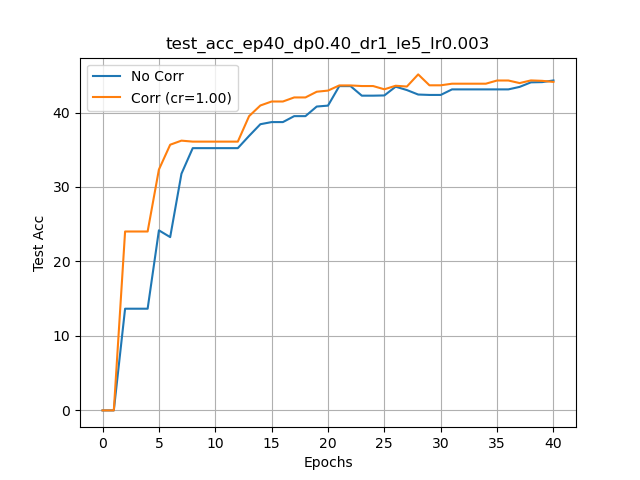 test_acc_ep40_dp0.40_dr1_le5_lr0.003
No Corr
Corr (cr=1.00)
Test Acc
40
30
20
10
0
0 5 10 15 20 25 30 35 40
Epochs